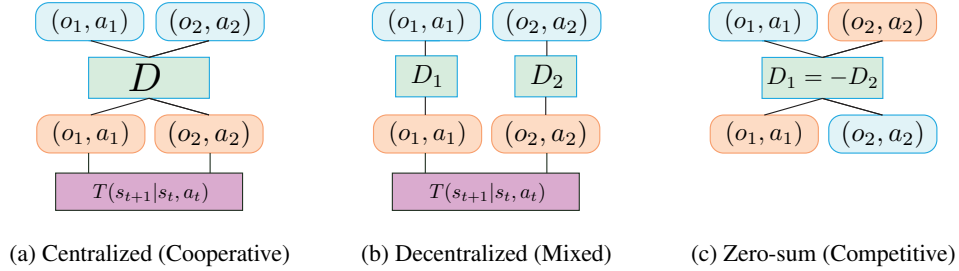 (o₁, a₁) (o₂, a₂) (o₁, a₁) (o₂, a₂) (o₁, a₁) (o₂, a₂)
D D₁ D₂ D₁ = −D₂
(o₁, a₁) (o₂, a₂) (o₁, a₁) (o₂, a₂) (o₁, a₁) (o₂, a₂)
T(sₜ₊₁|sₜ, aₜ) T(sₜ₊₁|sₜ, aₜ)
(a) Centralized (Cooperative) (b) Decentralized (Mixed) (c) Zero-sum (Competitive)